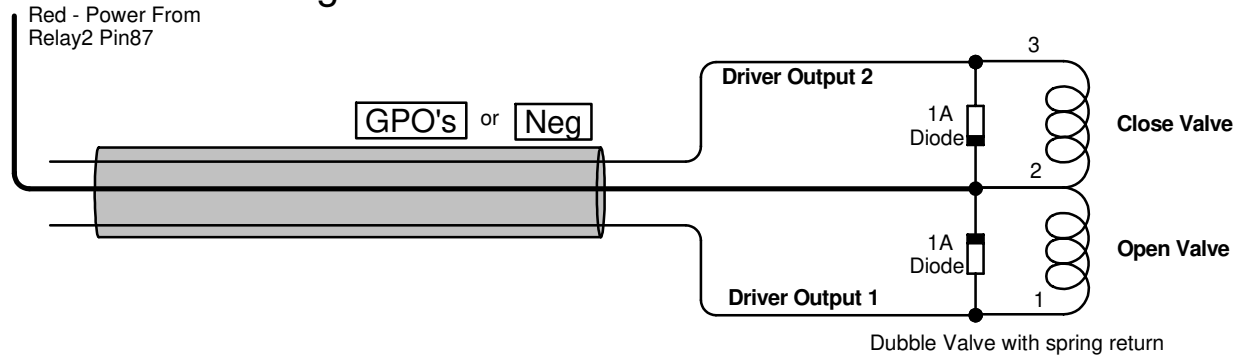 Red - Power From
Relay2 Pin87
3
Driver Output 2
GPO's or Neg
1A
Diode
Close Valve
2
1A
Diode
Open Valve
Driver Output 1
1
Dubble Valve with spring return